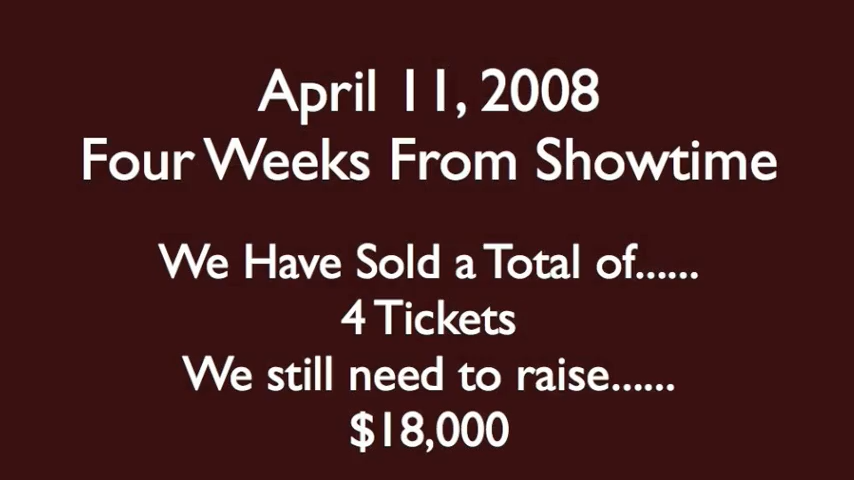 April 11, 2008
Four Weeks From Showtime
We Have Sold a Total of......
4 Tickets
We still need to raise......
$18,000